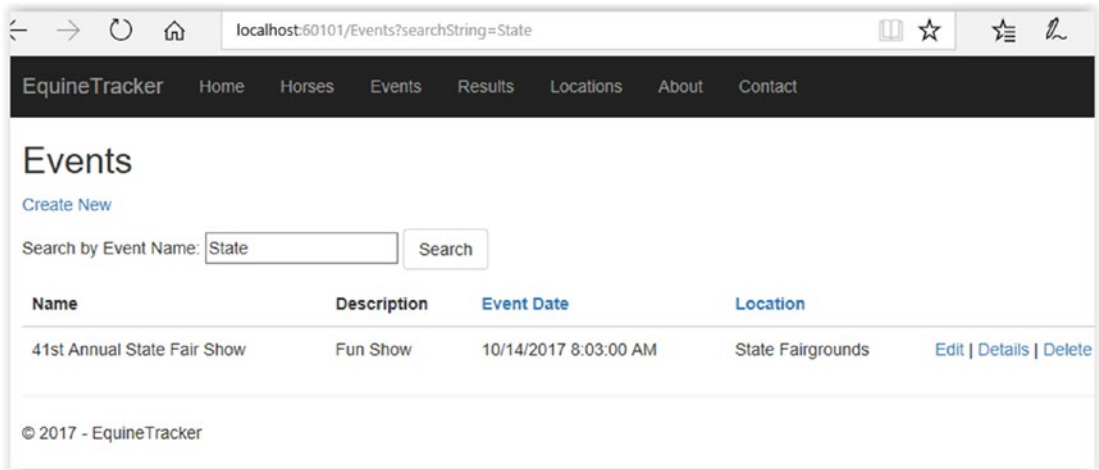 localhost:60101/Events?searchString=State
EquineTracker Home Horses Events Results Locations About Contact
Events
Create New
Search by Event Name: State Search
Name Description Event Date Location
41st Annual State Fair Show Fun Show 10/14/2017 8:03:00 AM State Fairgrounds Edit | Details | Delete
© 2017 - EquineTracker